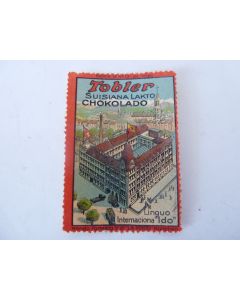 Tobler
SUISIANA LAKTO
CHOKOLADO
Linguo
Internaciona "Ido"